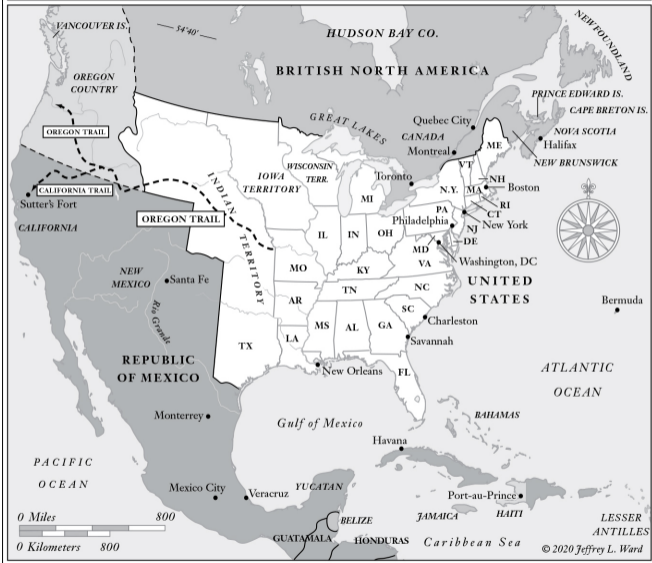 VANCOUVER IS.
54°40'
HUDSON BAY CO.
NEWFOUNDLAND
OREGON
COUNTRY
BRITISH NORTH AMERICA
PRINCE EDWARD IS.
CAPE BRETON IS.
GREAT LAKES
Quebec City
CANADA
NOVA SCOTIA
OREGON TRAIL
Montreal
ME
Halifax
NEW BRUNSWICK
WISCONSIN
TERR.
VT
IOWA
TERRITORY
Toronto
NH
CALIFORNIA TRAIL
INDIAN TERRITORY
MI
N.Y.
MA
Boston
Sutter's Fort
RI
CT
OREGON TRAIL
PA
New York
CALIFORNIA
Philadelphia
NJ
IL
IN
OH
DE
MD
VA
Washington, DC
NEW
MEXICO
Santa Fe
MO
KY
UNITED
STATES
TN
NC
Bermuda
AR
SC
Rio Grande
Charleston
MS
AL
GA
LA
Savannah
TX
REPUBLIC
OF MEXICO
New Orleans
FL
ATLANTIC
OCEAN
Monterrey
Gulf of Mexico
BAHAMAS
Havana
PACIFIC
OCEAN
Mexico City
Veracruz
YUCATAN
Port-au-Prince
0 Miles 800
BELIZE
JAMAICA
HAITI
LESSER
ANTILLES
GUATAMALA
HONDURAS
Caribbean Sea
0 Kilometers 800
© 2020 Jeffrey L. Ward